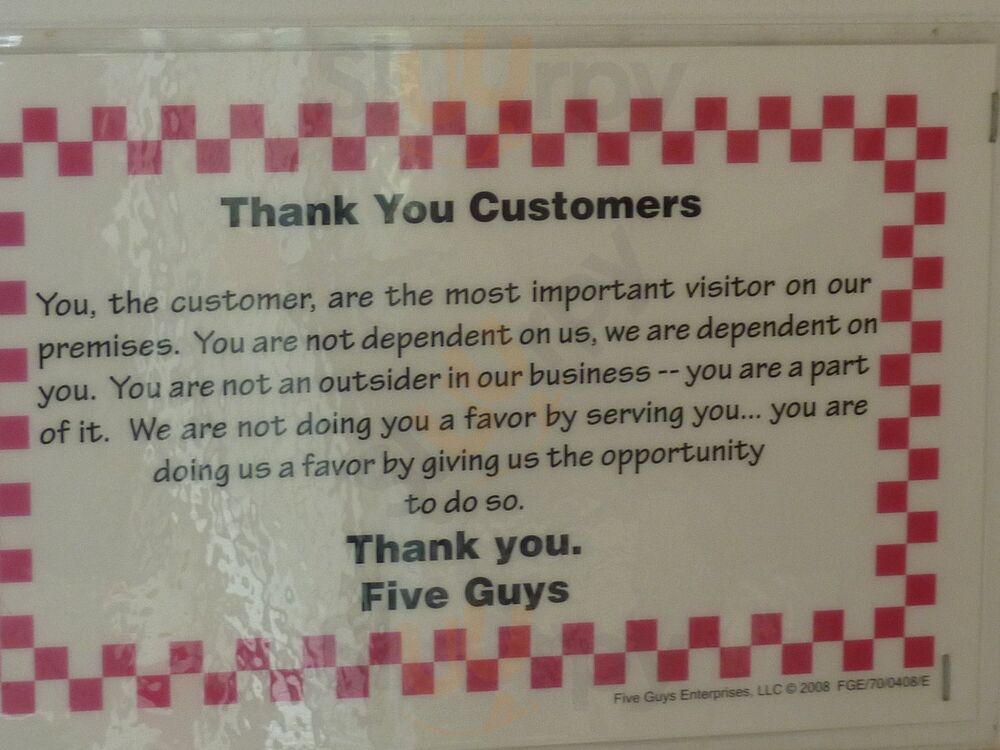 Thank You Customers
You, the customer, are the most important visitor on our
premises. You are not dependent on us, we are dependent on
you. You are not an outsider in our business -- you are a part
of it. We are not doing you a favor by serving you... you are
doing us a favor by giving us the opportunity
to do so.
Thank you.
Five Guys
Five Guys Enterprises, LLC © 2008 FGE/70/0408/E
sluurpy
sluurpy
sluurpy